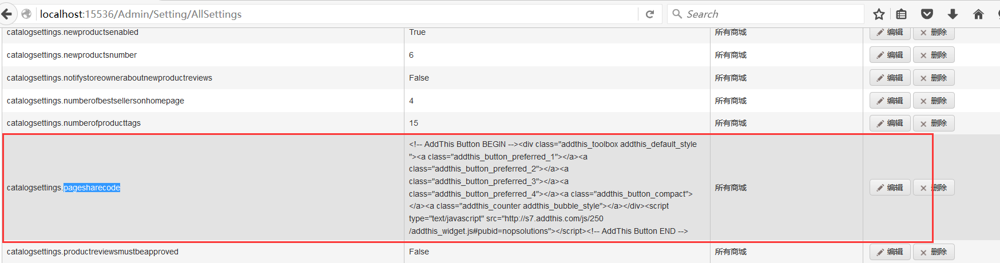 localhost:15536/Admin/Setting/AllSettings
Search
catalogsettings.newproductsenabled True 所有商城 编辑 删除
catalogsettings.newproductsnumber 6 所有商城 编辑 删除
catalogsettings.notifystoreowneraboutnewproductreviews False 所有商城 编辑 删除
catalogsettings.numberofbestsellersonhomepage 4 所有商城 编辑 删除
catalogsettings.numberofproducttags 15 所有商城 编辑 删除
catalogsettings.pagesharecode
<!-- AddThis Button BEGIN --><div class="addthis_toolbox addthis_default_style
"><a class="addthis_button_preferred_1"></a><a
class="addthis_button_preferred_2"></a><a
class="addthis_button_preferred_3"></a><a
class="addthis_button_preferred_4"></a><a class="addthis_button_compact">
</a><a class="addthis_counter addthis_bubble_style"></a></div><script
type="text/javascript" src="http://s7.addthis.com/js/250
/addthis_widget.js#pubid=nopsolutions"></script><!-- AddThis Button END -->
所有商城 编辑 删除
catalogsettings.productreviewsmustbeapproved False 所有商城 编辑 删除